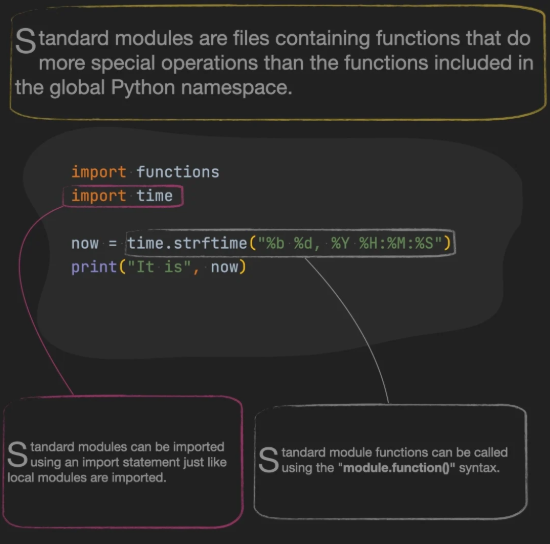 Standard modules are files containing functions that do
more special operations than the functions included in
the global Python namespace.
import functions
import time
now = time.strftime("%b %d, %Y %H:%M:%S")
print("It is", now)
Standard modules can be imported
using an import statement just like
local modules are imported.
Standard module functions can be called
using the "module.function()" syntax.